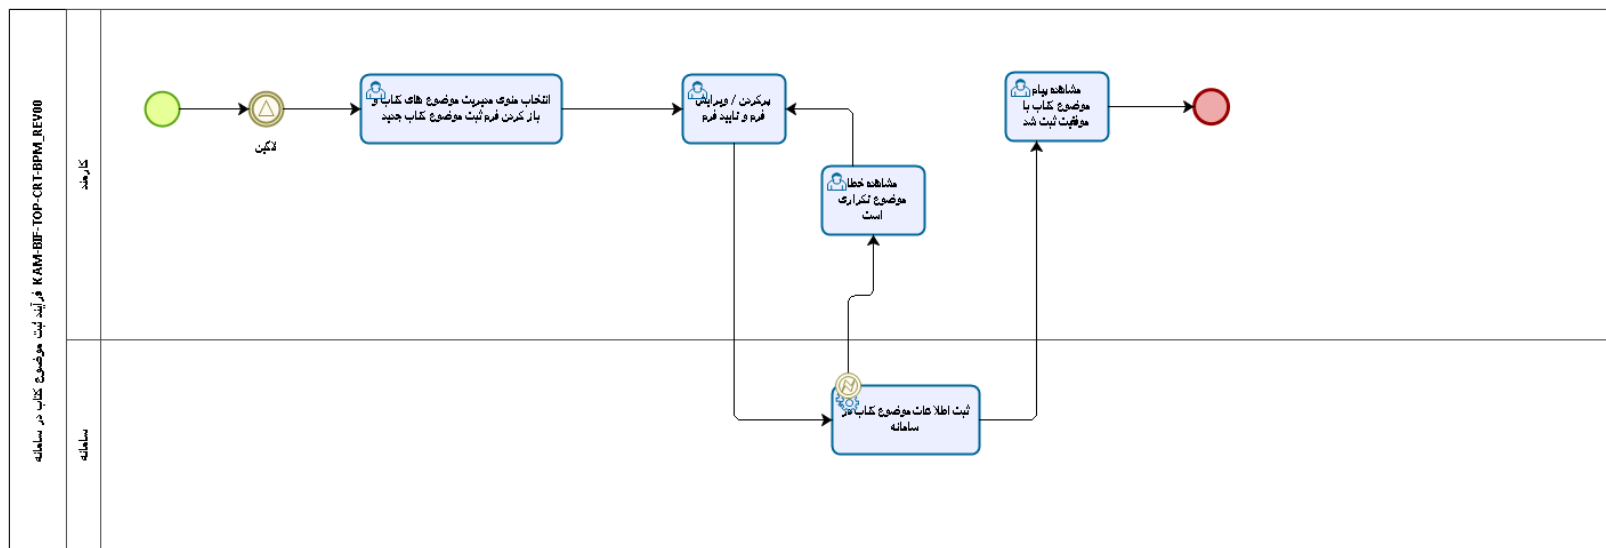 KAM-BIF-TOP-CRT-BPM_REV00 فرآیند ثبت موضوع کتاب در سامانه
کارمند
سامانه
لاگین
انتخاب منوی مدیریت موضوع های کتاب و
باز کردن فرم ثبت موضوع کتاب جدید
پرکردن / ویرایش
فرم و تایید فرم
مشاهده خطا
موضوع تکراری
است
ثبت اطلاعات موضوع کتاب در
سامانه
مشاهده پیام
موضوع کتاب با
موفقیت ثبت شد